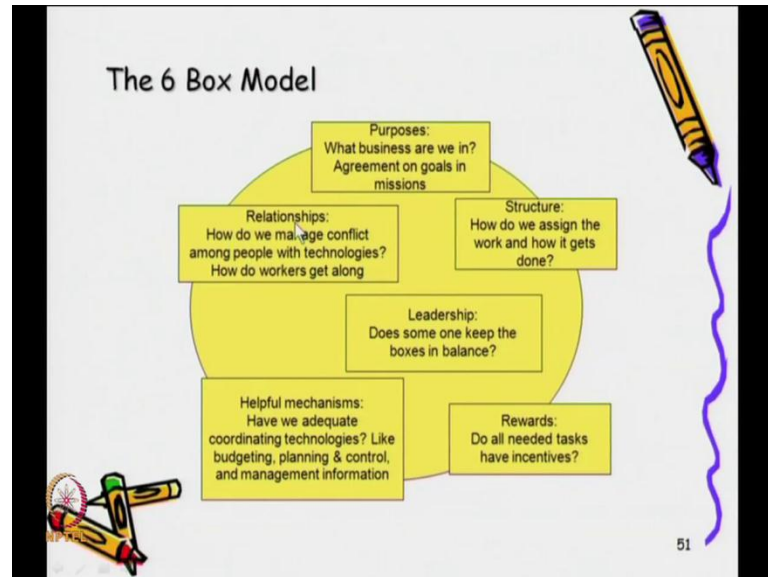 The 6 Box Model
Purposes:
What business are we in?
Agreement on goals in
missions
Relationships:
How do we manage conflict
among people with technologies?
How do workers get along
Structure:
How do we assign the
work and how it gets
done?
Leadership:
Does some one keep the
boxes in balance?
Helpful mechanisms:
Have we adequate
coordinating technologies? Like
budgeting, planning & control,
and management information
Rewards:
Do all needed tasks
have incentives?
NPTEL
51